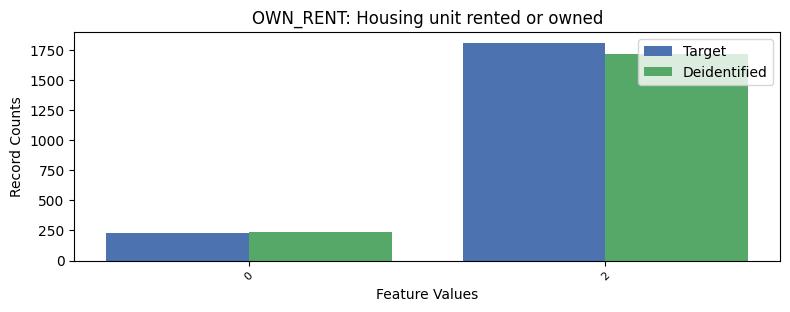 OWN_RENT: Housing unit rented or owned
Target
Deidentified
Record Counts
1750
1500
1250
1000
750
500
250
0
0
2
Feature Values